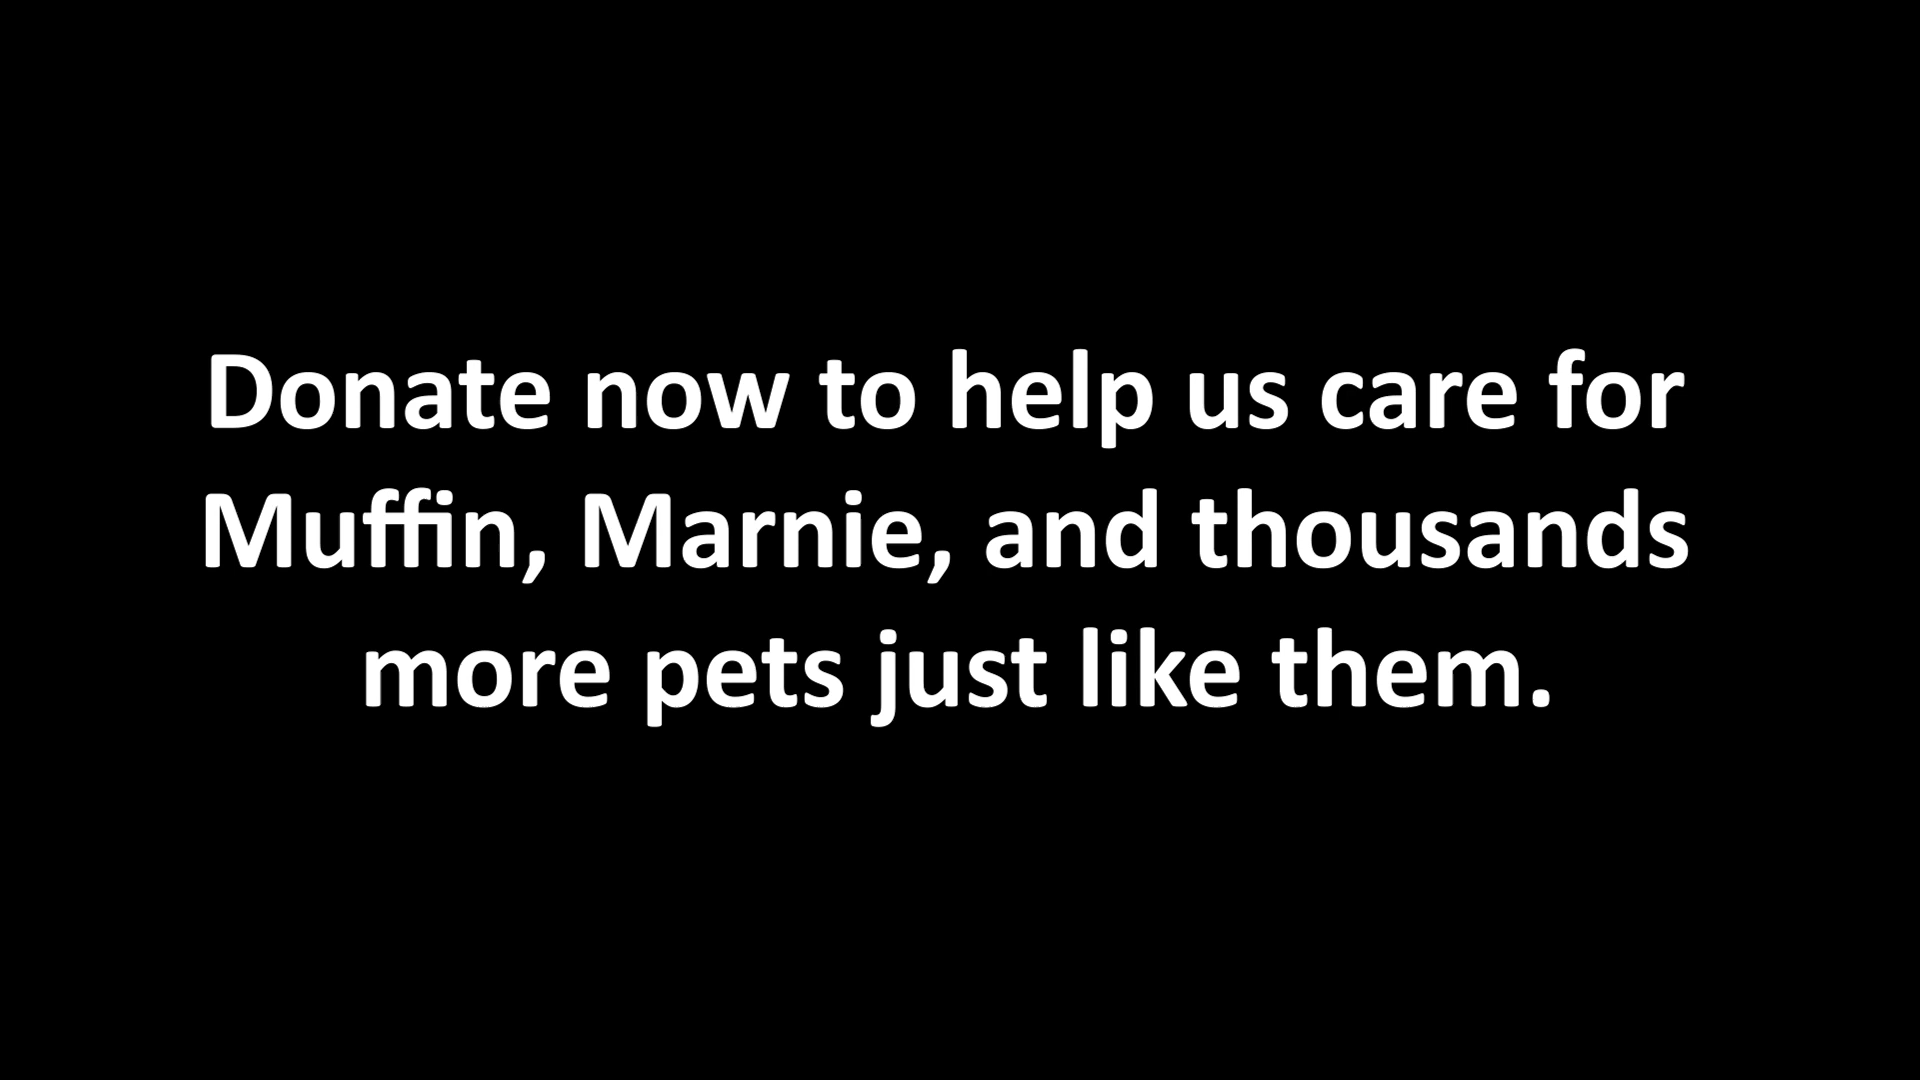 Donate now to help us care for
Muffin, Marnie, and thousands
more pets just like them.